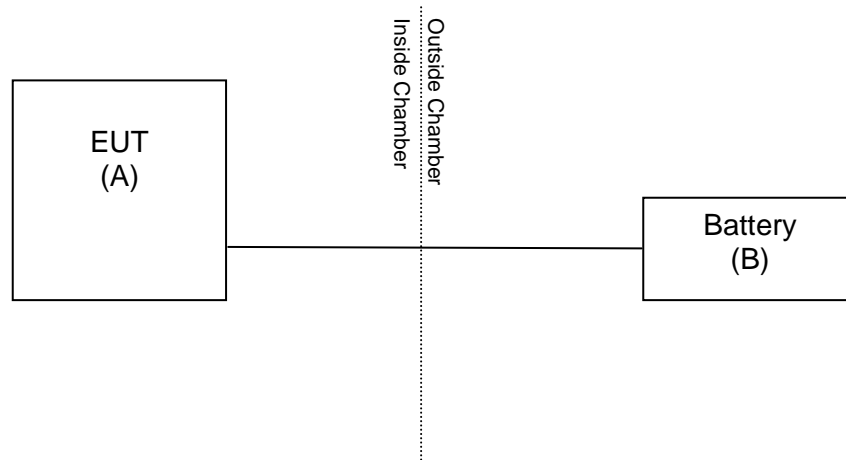 EUT
(A)
Inside Chamber
Outside Chamber
Battery
(B)